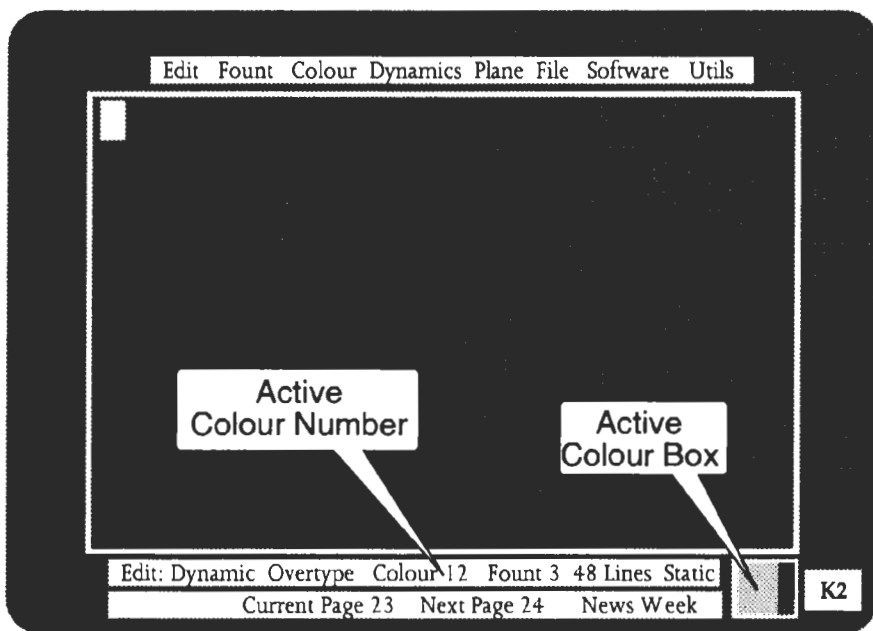 Edit Fount Colour Dynamics Plane File Software Utils
Active
Colour Number
Active
Colour Box
Edit: Dynamic Overtype Colour 12 Fount 3 48 Lines Static
K2
Current Page 23 Next Page 24 News Week